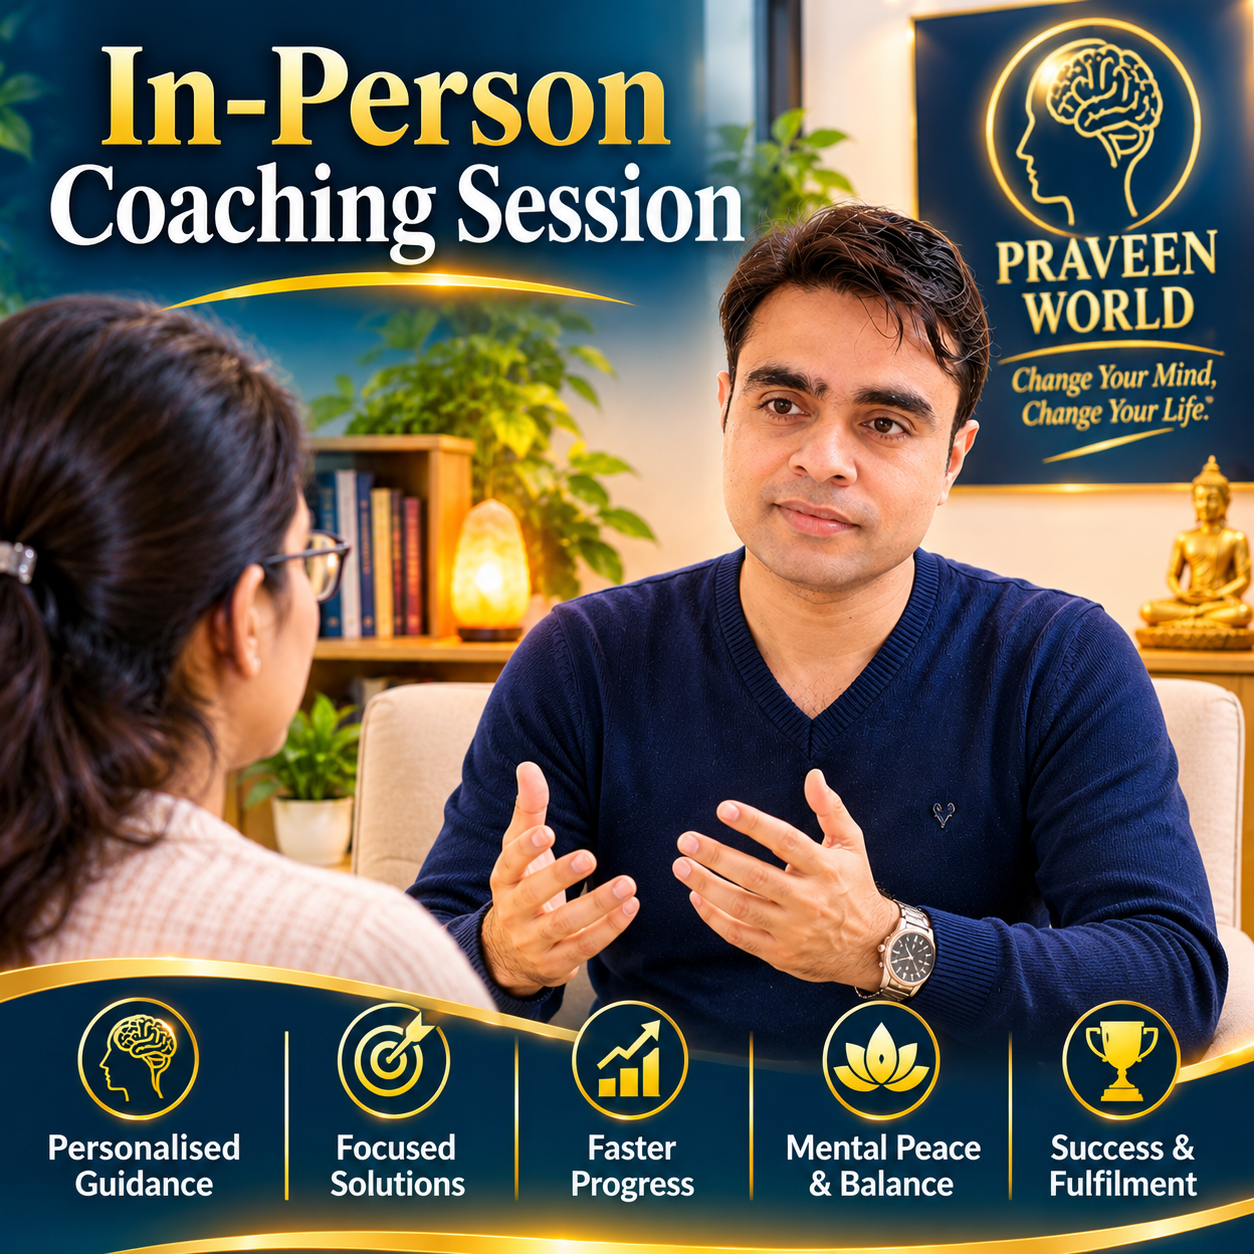 In-Person
Coaching Session
PRAVEEN
WORLD
Change Your Mind,
Change Your Life.
Personalised
Guidance
Focused
Solutions
Faster
Progress
Mental Peace
& Balance
Success &
Fulfilment